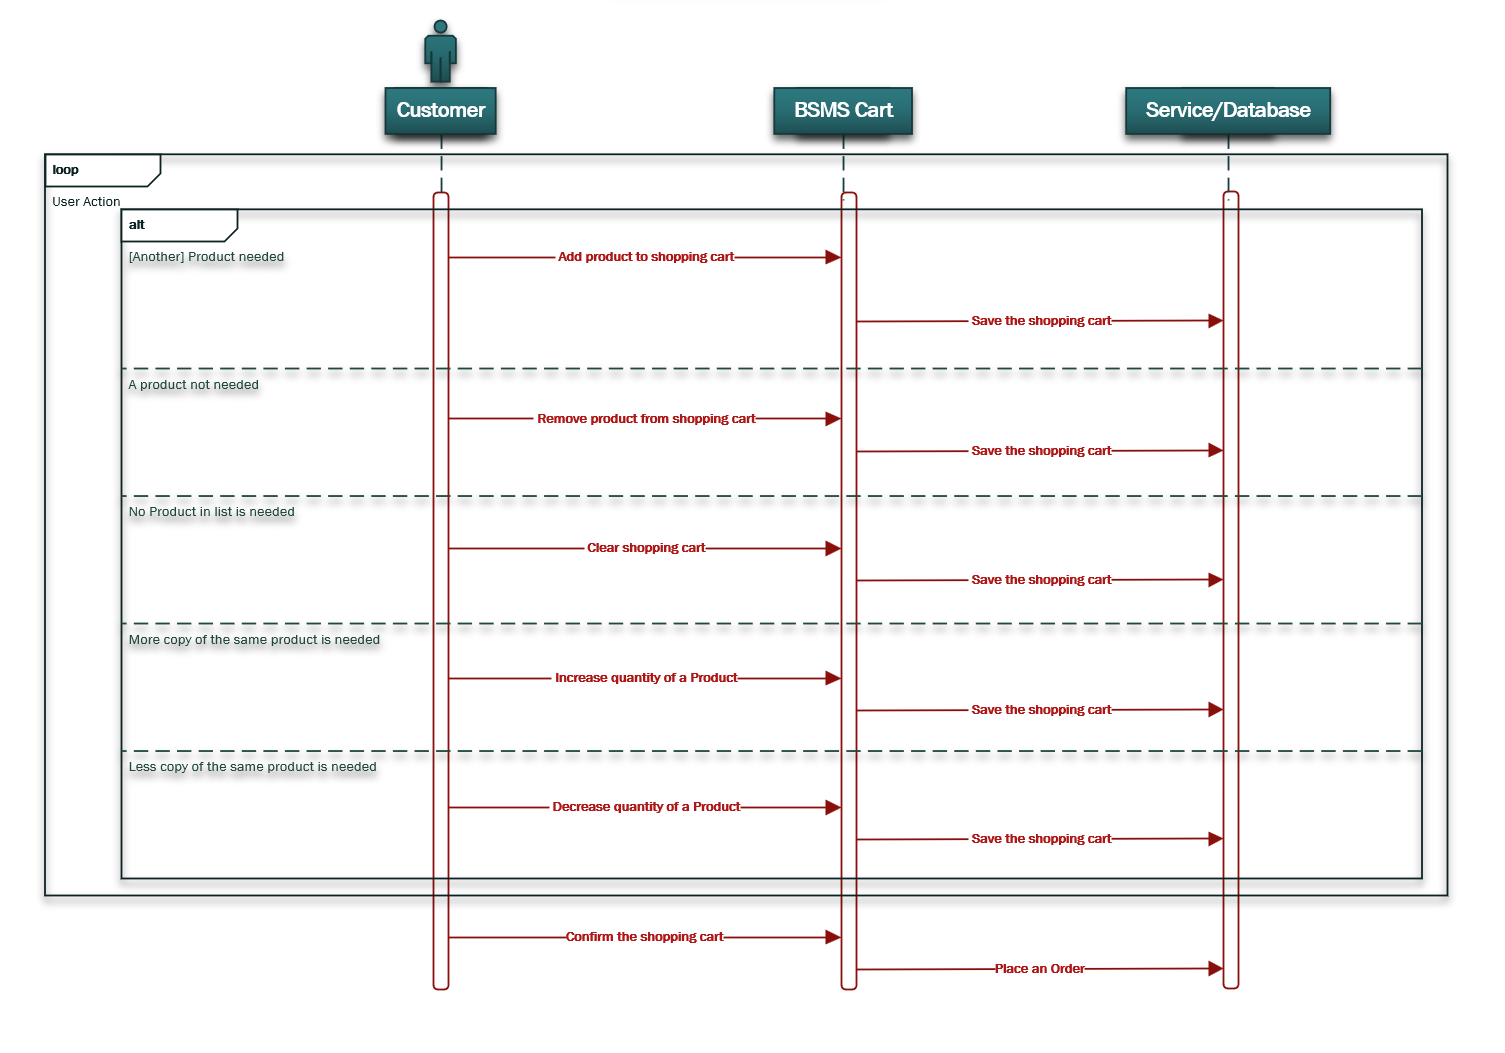 Customer
BSMS Cart
Service/Database
loop
User Action
alt
[Another] Product needed
Add product to shopping cart
Save the shopping cart
A product not needed
Remove product from shopping cart
Save the shopping cart
No Product in list is needed
Clear shopping cart
Save the shopping cart
More copy of the same product is needed
Increase quantity of a Product
Save the shopping cart
Less copy of the same product is needed
Decrease quantity of a Product
Save the shopping cart
Confirm the shopping cart
Place an Order